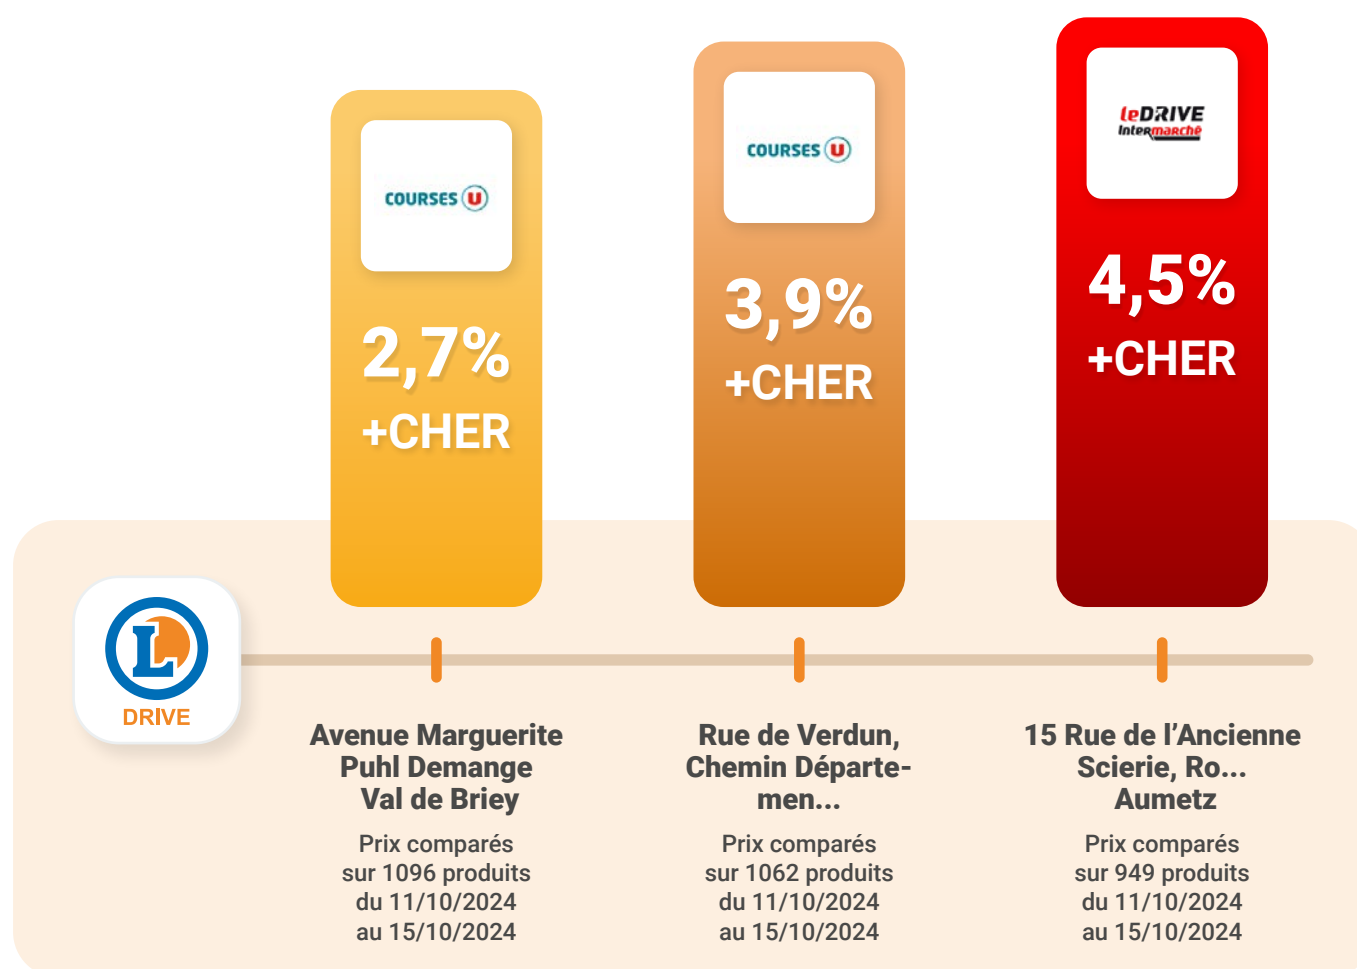 COURSES U
2,7%
+CHER
COURSES U
3,9%
+CHER
leDRIVE
Intermarché
4,5%
+CHER
L
DRIVE
Avenue Marguerite
Puhl Demange
Val de Briey
Prix comparés
sur 1096 produits
du 11/10/2024
au 15/10/2024
Rue de Verdun,
Chemin Départe-
men...
Prix comparés
sur 1062 produits
du 11/10/2024
au 15/10/2024
15 Rue de l’Ancienne
Scierie, Ro...
Aumetz
Prix comparés
sur 949 produits
du 11/10/2024
au 15/10/2024